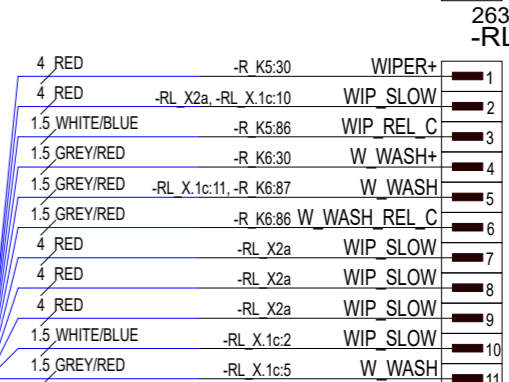 263
-RL
4 RED -R_K5:30 WIPER+ 1
4 RED -RL_X2a, -RL_X.1c:10 WIP_SLOW 2
1.5 WHITE/BLUE -R_K5:86 WIP_REL_C 3
1.5 GREY/RED -R_K6:30 W_WASH+ 4
1.5 GREY/RED -RL_X.1c:11, -R_K6:87 W_WASH 5
1.5 GREY/RED -R_K6:86 W_WASH_REL_C 6
4 RED -RL_X2a WIP_SLOW 7
4 RED -RL_X2a WIP_SLOW 8
4 RED -RL_X2a WIP_SLOW 9
1.5 WHITE/BLUE -RL_X.1c:2 WIP_SLOW 10
1.5 GREY/RED -RL_X.1c:5 W_WASH 11